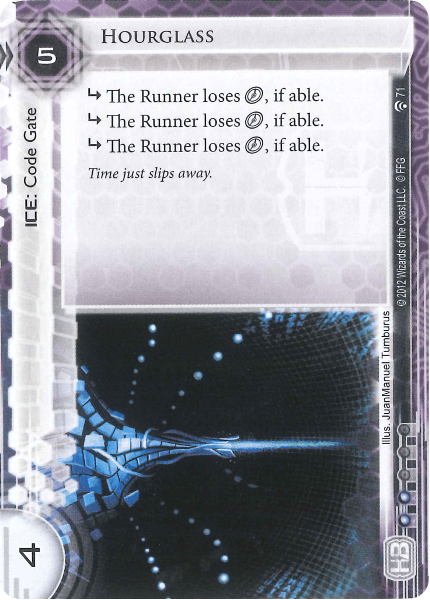 5
HOURGLASS
↳ The Runner loses, if able.
↳ The Runner loses, if able.
↳ The Runner loses, if able.
Time just slips away.
ICE: Code Gate
71
© 2012 Wizards of the Coast LLC. © FFG
Illus. JuanManuel Tumburus
4
HB